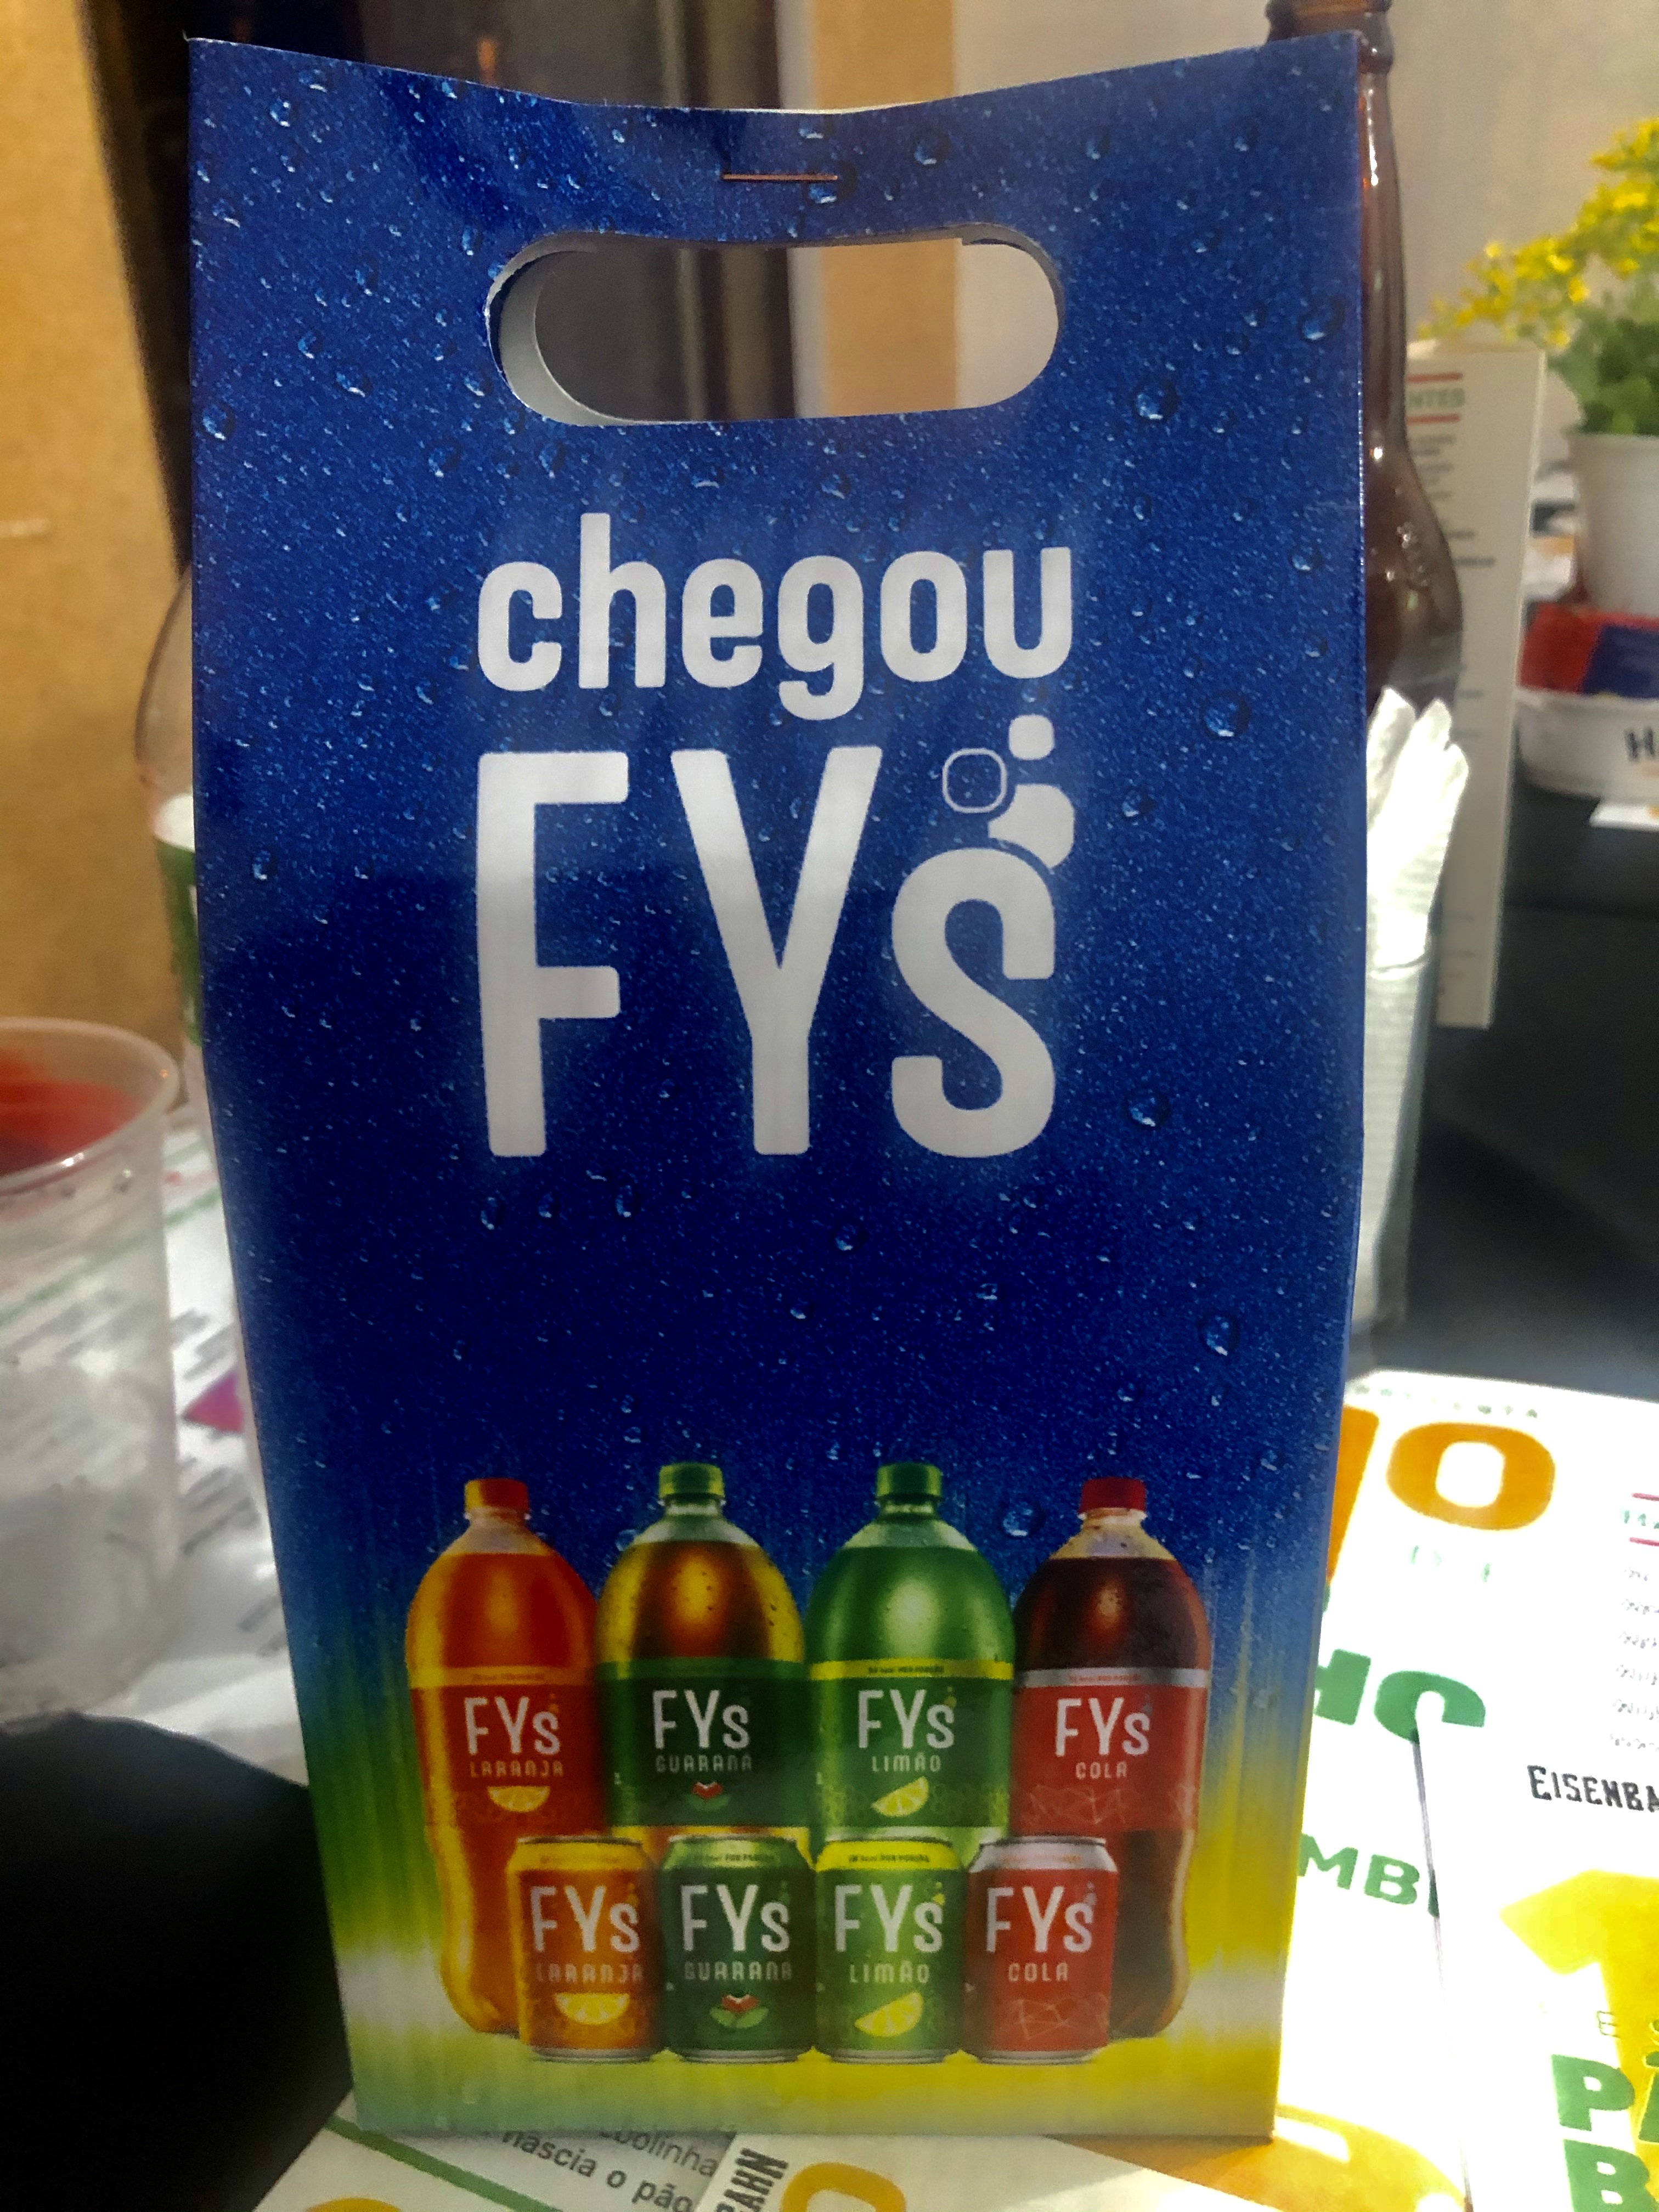 chegou
FYs
FYs
LARANJA
FYs
GUARANÁ
FYs
LIMÃO
FYs
COLA
FYs
LARANJA
FYs
GUARANÁ
FYs
LIMÃO
FYs
COLA
EISENBA
MB
nascia o pão